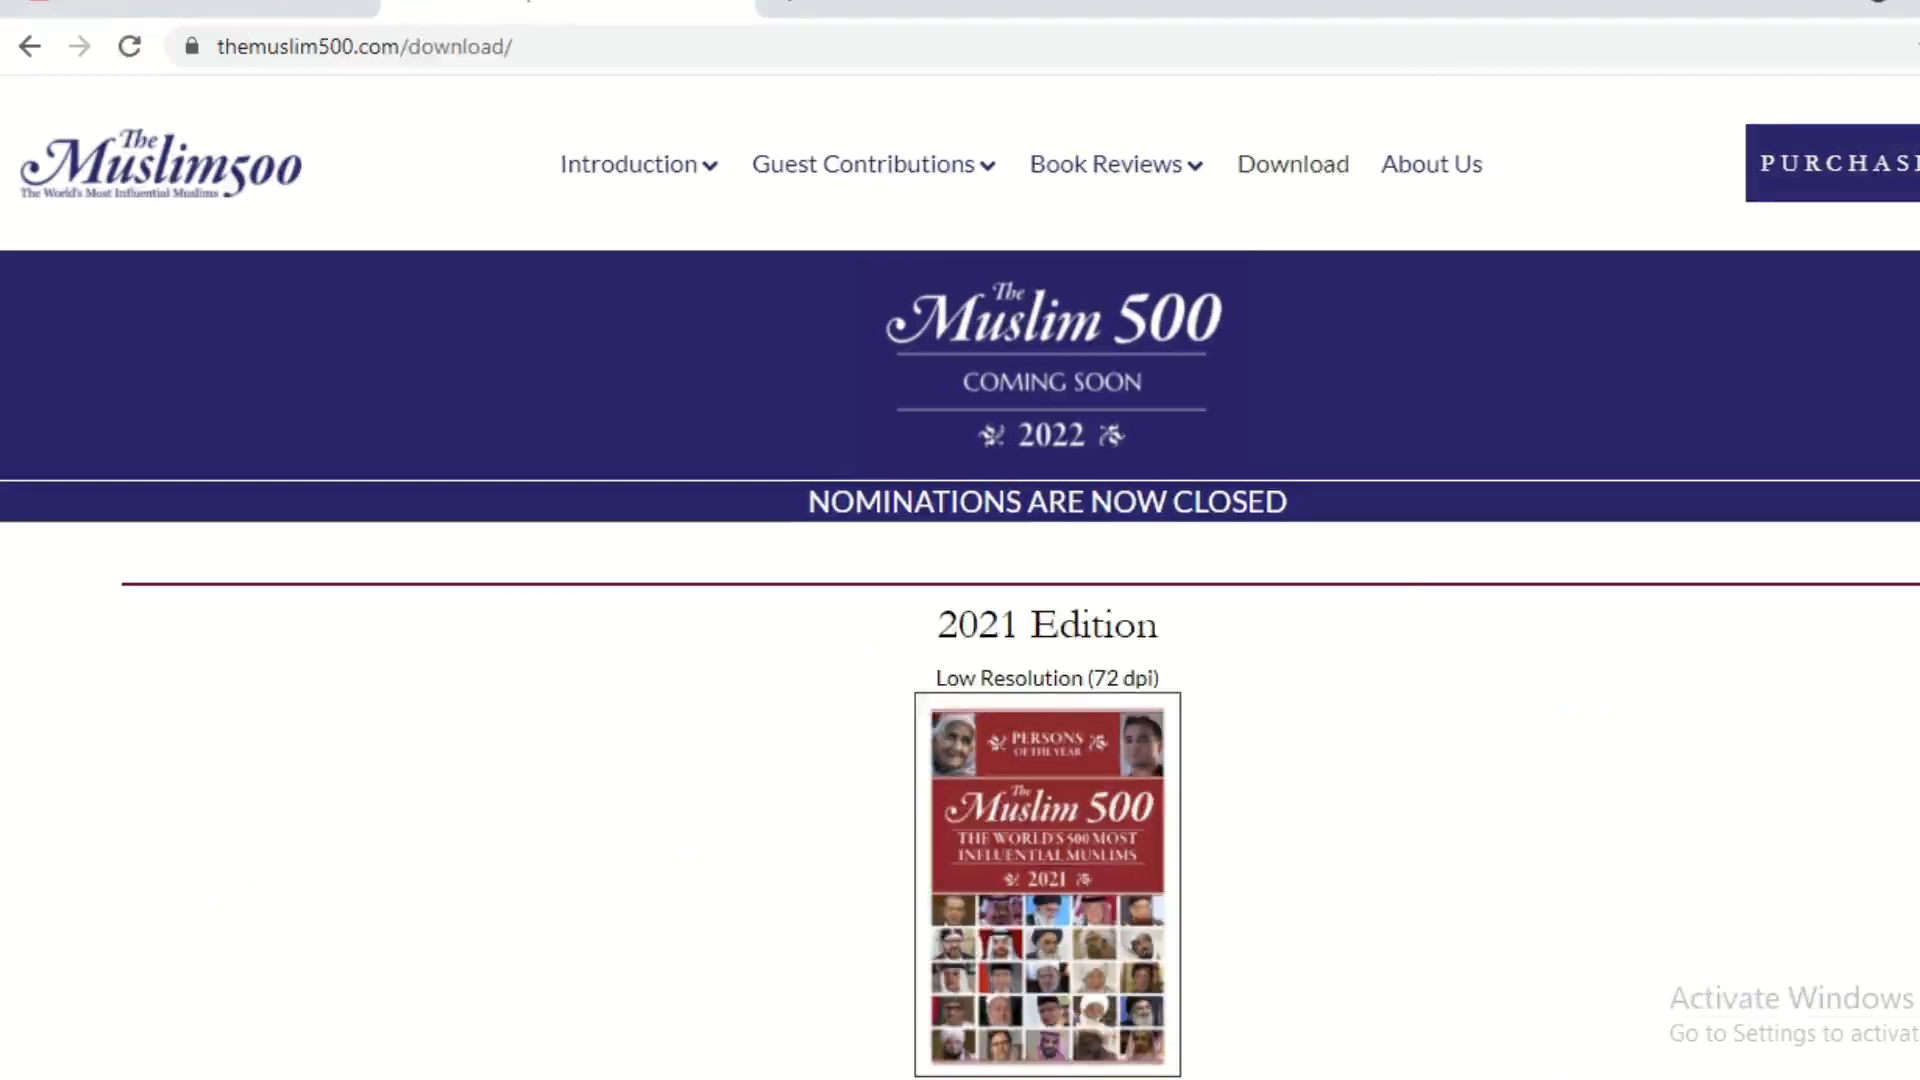 themuslim500.com/download/
The
Muslim500
The World's Most Influential Muslims
Introduction
Guest Contributions
Book Reviews
Download
About Us
PURCHAS
The
Muslim 500
COMING SOON
2022
NOMINATIONS ARE NOW CLOSED
2021 Edition
Low Resolution (72 dpi)
PERSONS
OF THE YEAR
The
Muslim 500
THE WORLD'S 500 MOST
INFLUENTIAL MUSLIMS
2021
Activate Windows
Go to Settings to activat